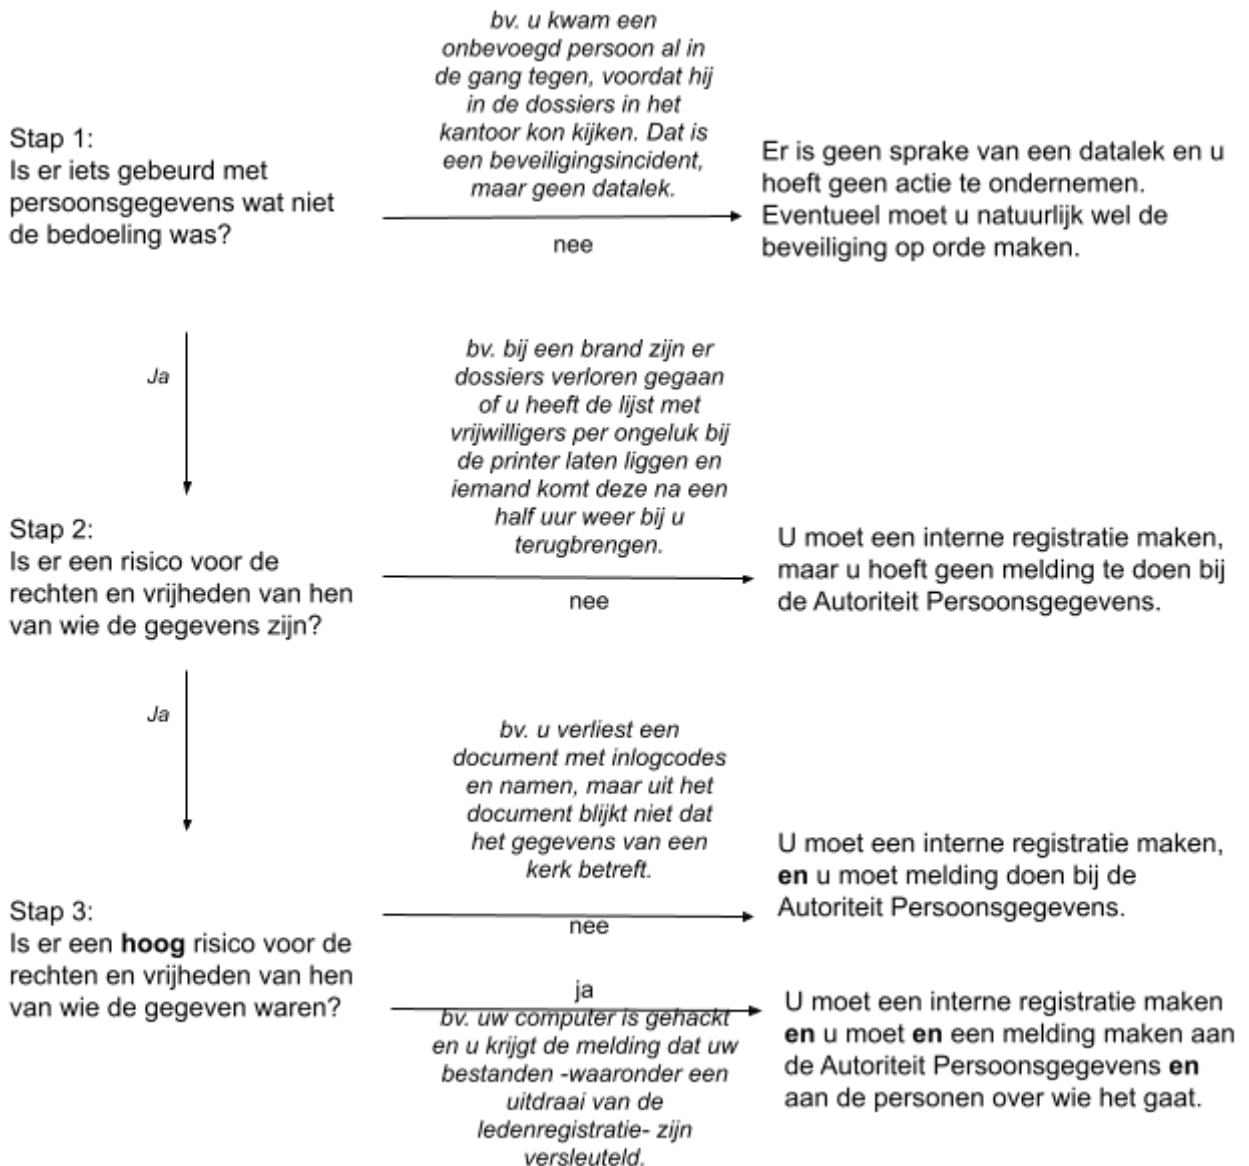 bv. u kwam een
onbevoegd persoon al in
de gang tegen, voordat hij
in de dossiers in het
kantoor kon kijken. Dat is
een beveiligingsincident,
maar geen datalek.
Stap 1:
Is er iets gebeurd met
persoonsgegevens wat niet
de bedoeling was?
nee
Er is geen sprake van een datalek en u
hoeft geen actie te ondernemen.
Eventueel moet u natuurlijk wel de
beveiliging op orde maken.
Ja
bv. bij een brand zijn er
dossiers verloren gegaan
of u heeft de lijst met
vrijwilligers per ongeluk bij
de printer laten liggen en
iemand komt deze na een
half uur weer bij u
terugbrengen.
Stap 2:
Is er een risico voor de
rechten en vrijheden van hen
van wie de gegevens zijn?
nee
U moet een interne registratie maken,
maar u hoeft geen melding te doen bij
de Autoriteit Persoonsgegevens.
Ja
bv. u verliest een
document met inlogcodes
en namen, maar uit het
document blijkt niet dat
het gegevens van een
kerk betreft.
Stap 3:
Is er een hoog risico voor de
rechten en vrijheden van hen
van wie de gegeven waren?
nee
U moet een interne registratie maken,
en u moet melding doen bij de
Autoriteit Persoonsgegevens.
ja
bv. uw computer is gehackt
en u krijgt de melding dat uw
bestanden -waaronder een
uitdraai van de
ledenregistratie- zijn
versleuteld.
U moet een interne registratie maken
en u moet en een melding maken aan
de Autoriteit Persoonsgegevens en
aan de personen over wie het gaat.